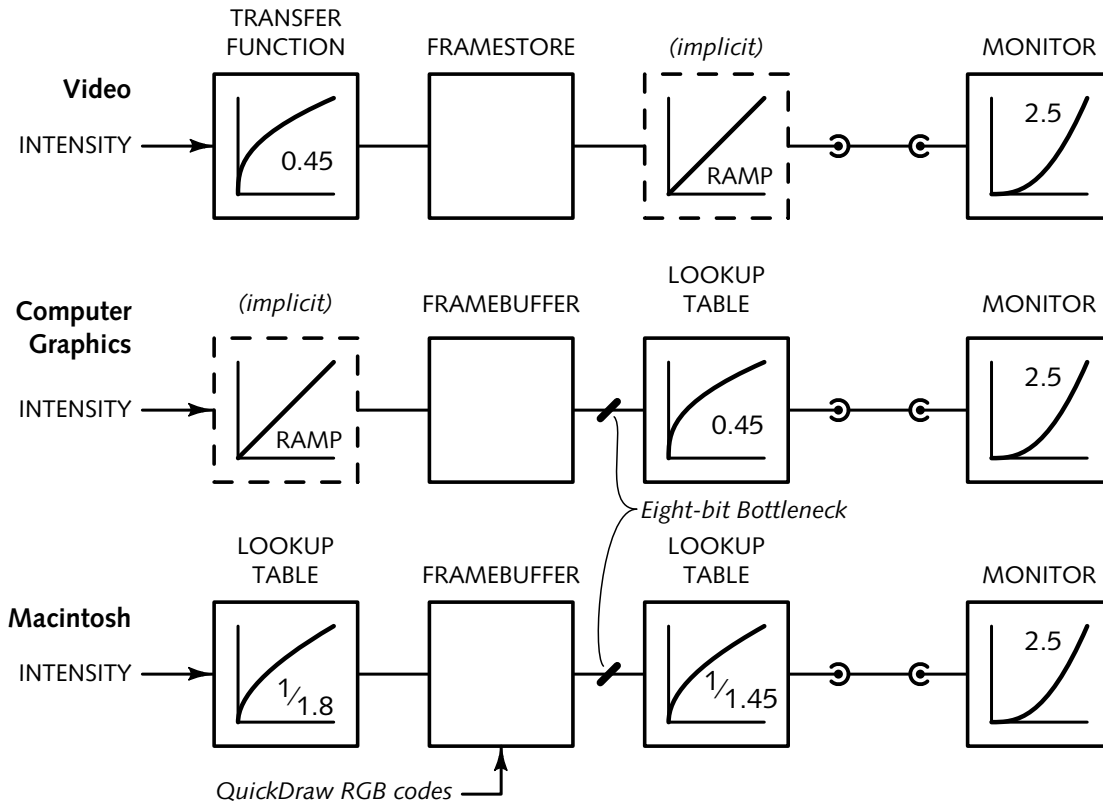 TRANSFER
FUNCTION
FRAMESTORE
(implicit)
MONITOR
Video
INTENSITY
0.45
RAMP
2.5
LOOKUP
TABLE
Computer
Graphics
(implicit)
FRAMEBUFFER
MONITOR
INTENSITY
RAMP
0.45
2.5
Eight-bit Bottleneck
LOOKUP
TABLE
FRAMEBUFFER
LOOKUP
TABLE
MONITOR
Macintosh
INTENSITY
1/1.8
1/1.45
2.5
QuickDraw RGB codes